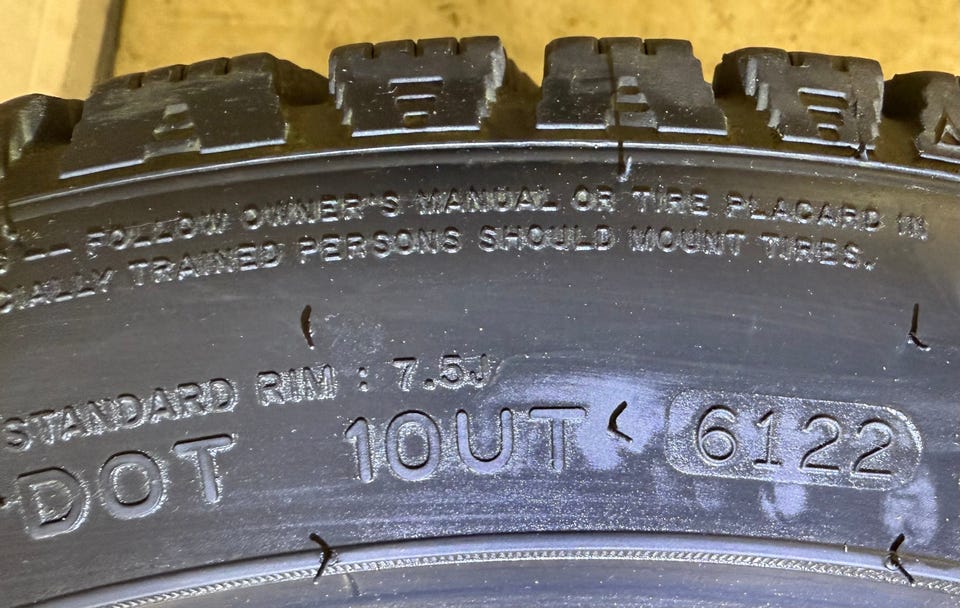 -- FOLLOW OWNER'S MANUAL OR TIRE PLACARD IN
CIALLY TRAINED PERSONS SHOULD MOUNT TIRES.
STANDARD RIM : 7.5J
DOT 10UT 6122